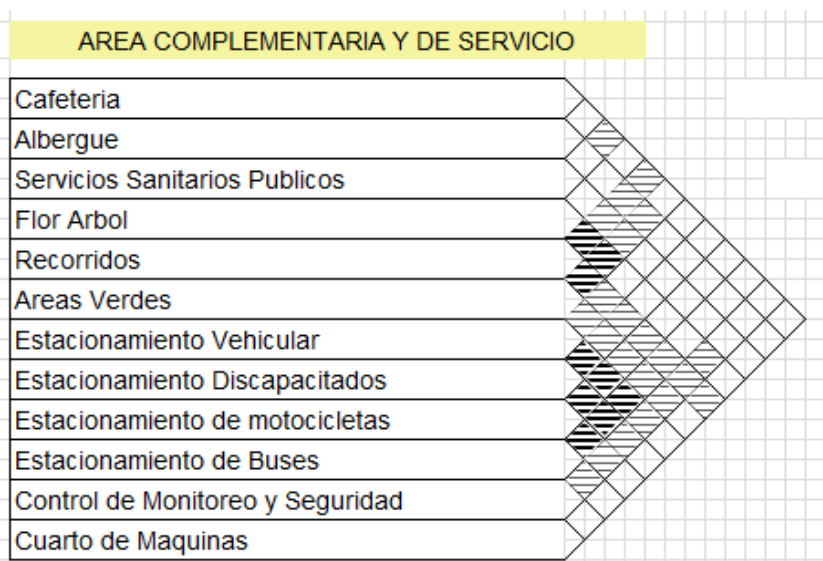 AREA COMPLEMENTARIA Y DE SERVICIO
Cafeteria
Albergue
Servicios Sanitarios Publicos
Flor Arbol
Recorridos
Areas Verdes
Estacionamiento Vehicular
Estacionamiento Discapacitados
Estacionamiento de motocicletas
Estacionamiento de Buses
Control de Monitoreo y Seguridad
Cuarto de Maquinas